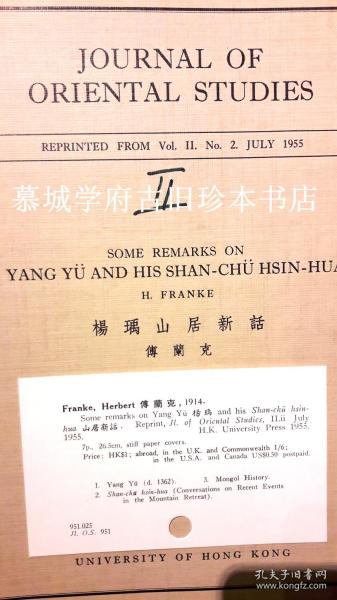 JOURNAL OF
ORIENTAL STUDIES
REPRINTED FROM Vol. II. No. 2. JULY 1955
II
慕城学府古旧珍本书店
SOME REMARKS ON
YANG YÜ AND HIS SHAN-CHÜ HSIN-HUA
H. FRANKE
楊瑀山居新話
傅蘭克
Franke, Herbert 傅蘭克, 1914.
Some remarks on Yang Yü 楊瑀 and his Shan-chü hsin-
hua 山居新話. Reprint, Jl. of Oriental Studies, II.ii July
1955. H.K. University Press 1955.
7p., 26.5cm, stiff paper covers.
Price: HK$1; abroad, in the U.K. and Commonwealth 1/6;
in the U.S.A. and Canada US$0.50 postpaid.
1. Yang Yü (d. 1362). 3. Mongol History.
2. Shan-chü hsin-hua (Conversations on Recent Events
in the Mountain Retreat).
951.025
Jl. O.S. 951
UNIVERSITY OF HONG KONG
孔夫子旧书网
www.kongfz.com